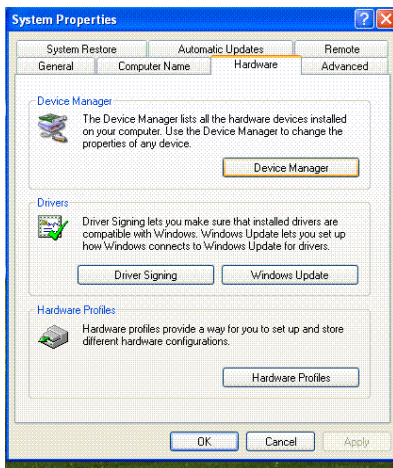 System Properties
System Restore Automatic Updates Remote
General Computer Name Hardware Advanced
Device Manager
The Device Manager lists all the hardware devices installed
on your computer. Use the Device Manager to change the
properties of any device.
Device Manager
Drivers
Driver Signing lets you make sure that installed drivers are
compatible with Windows. Windows Update lets you set up
how Windows connects to Windows Update for drivers.
Driver Signing Windows Update
Hardware Profiles
Hardware profiles provide a way for you to set up and store
different hardware configurations.
Hardware Profiles
OK Cancel Apply